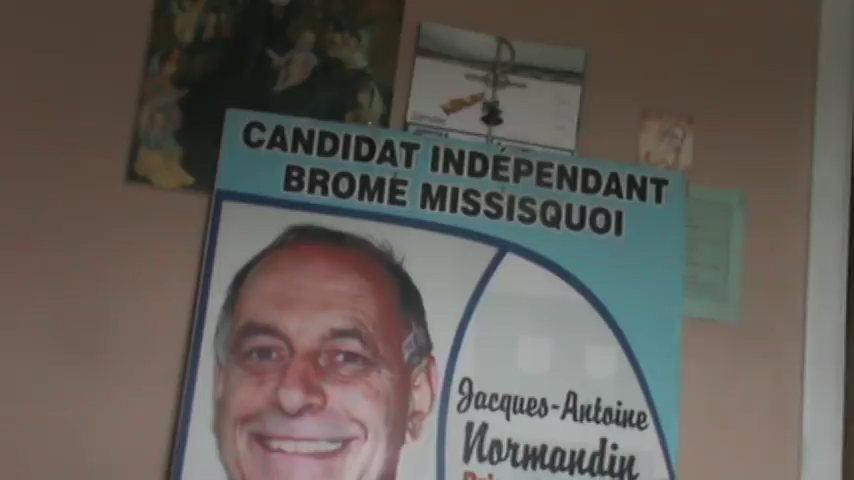 CANDIDAT INDÉPENDANT
BROME MISSISQUOI
Jacques-Antoine
Normandin